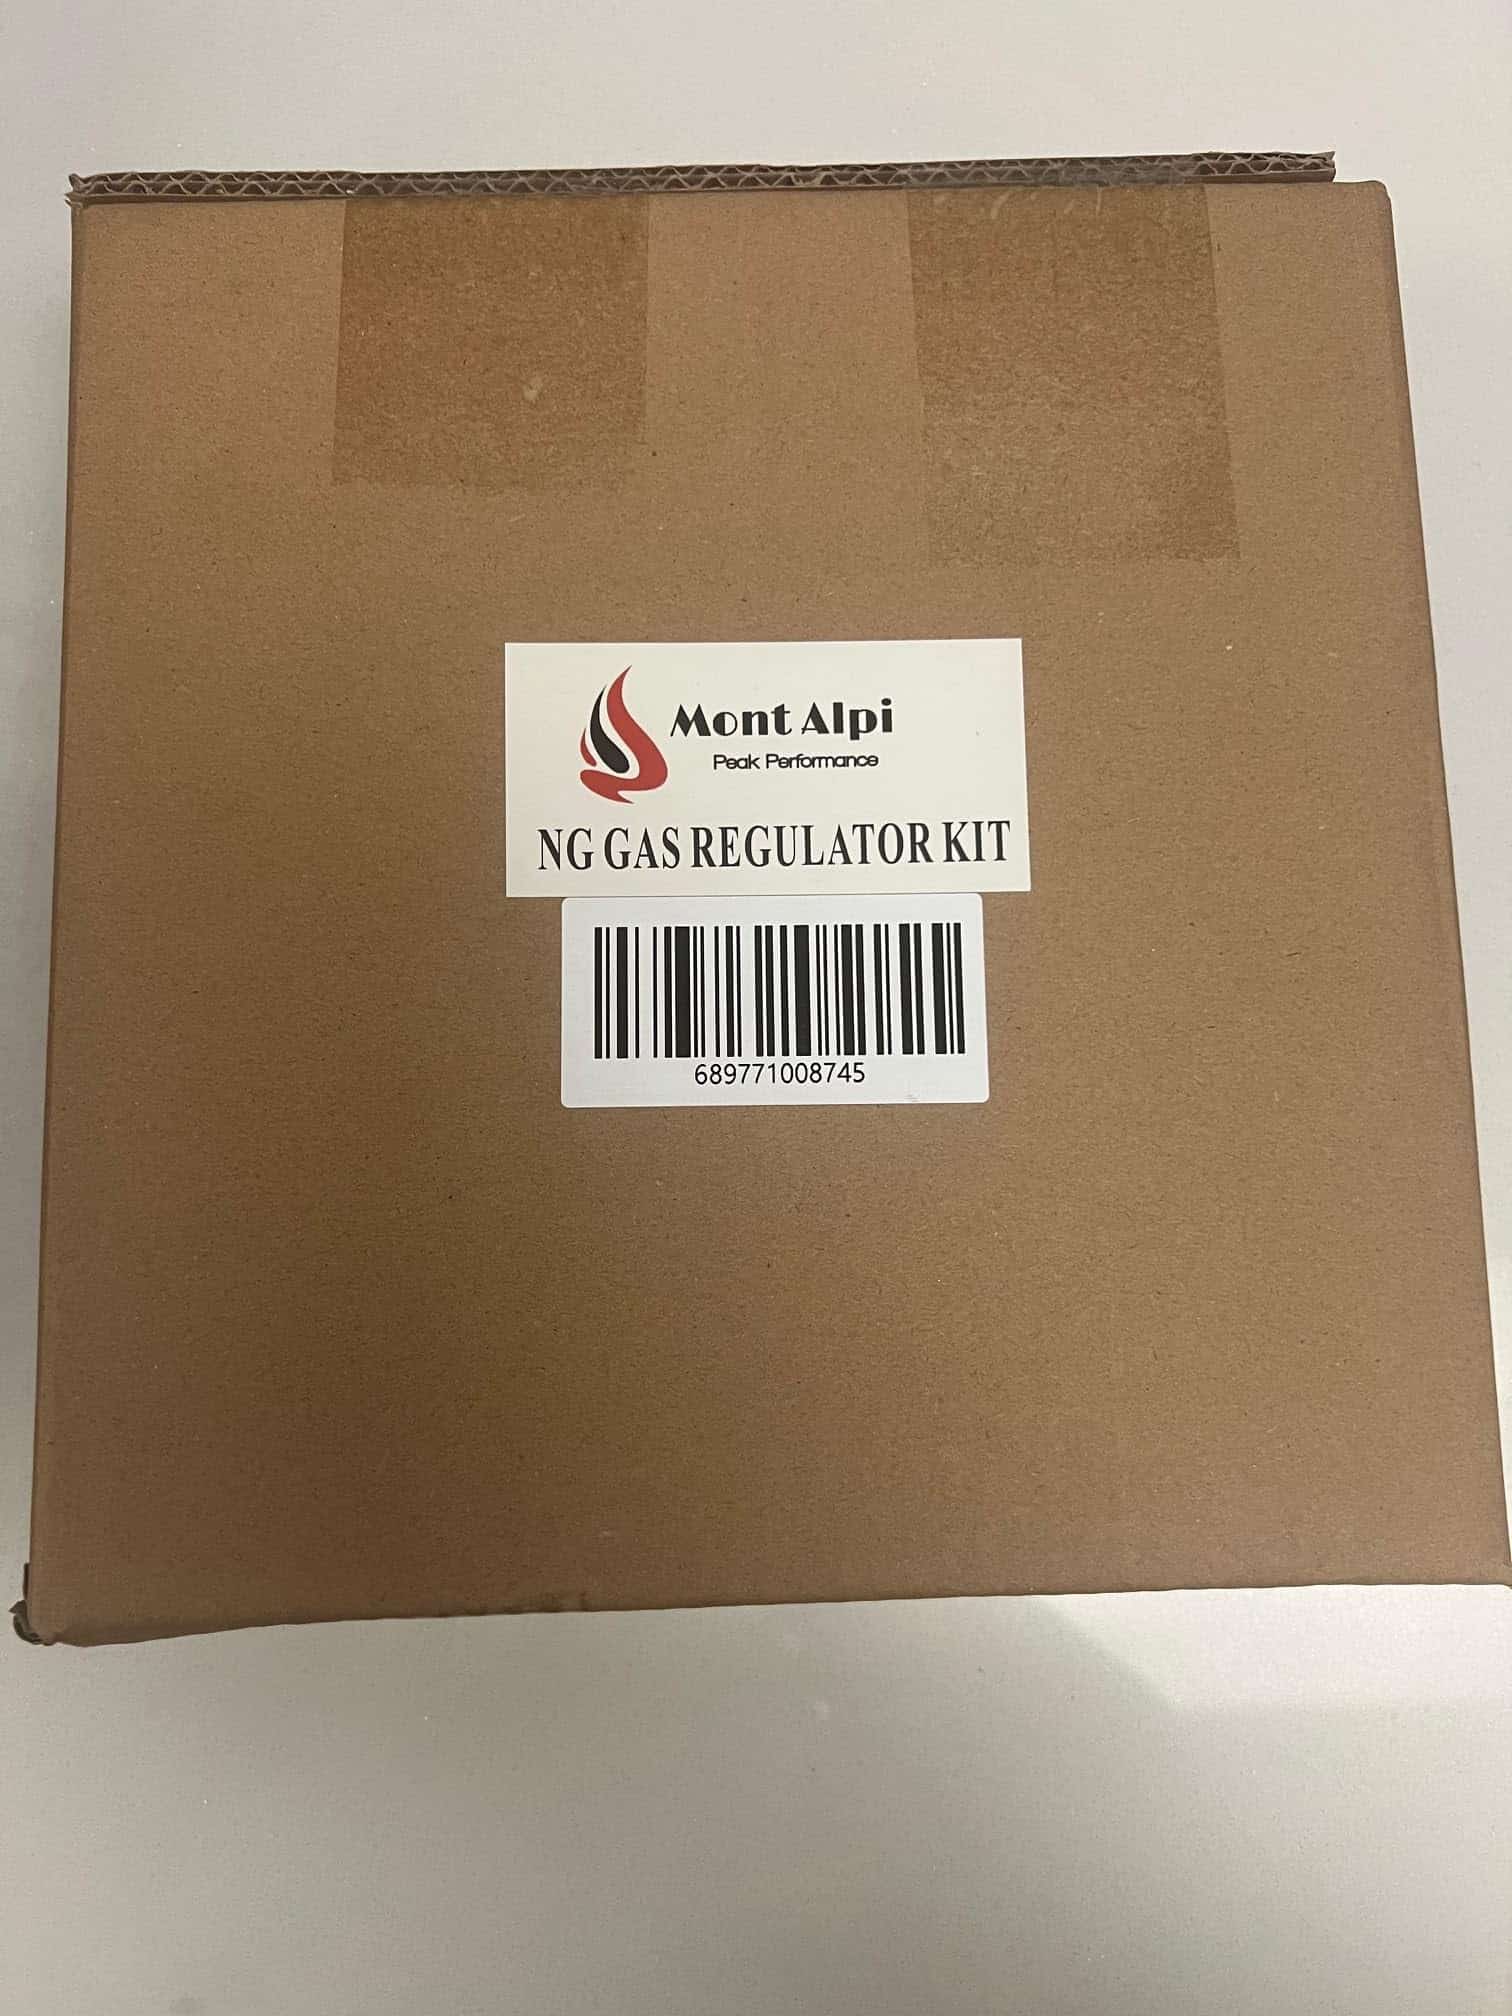 Mont Alpi
Peak Performance
NG GAS REGULATOR KIT
689771008745